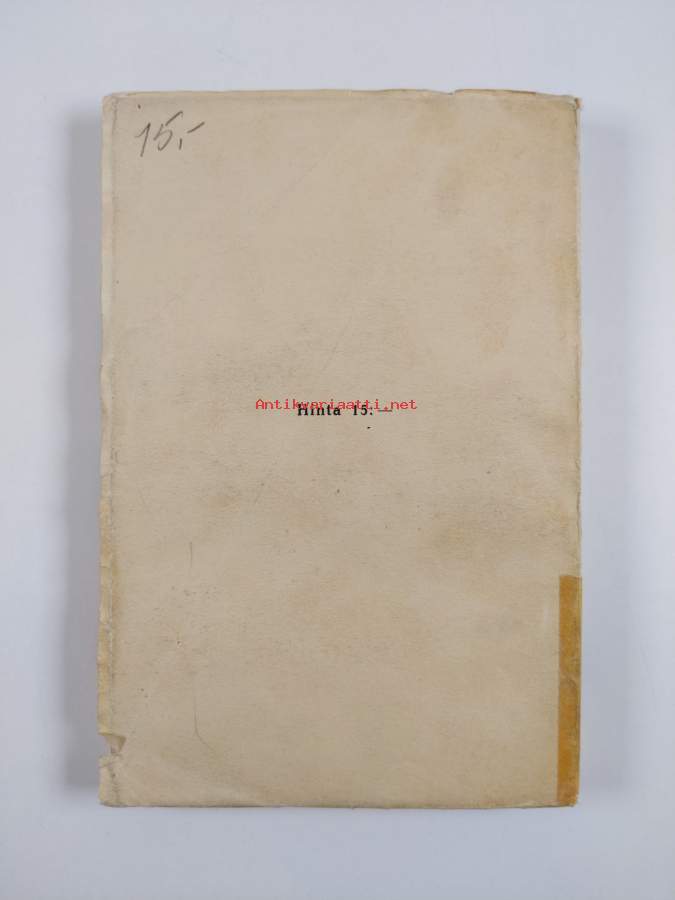 15,-
Antikvariaatti.net
Hinta 15: —